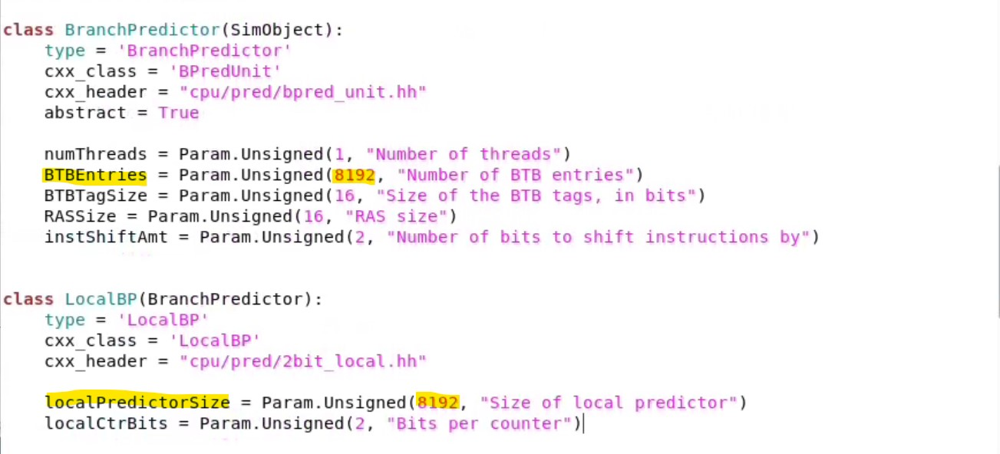 class BranchPredictor(SimObject):
    type = 'BranchPredictor'
    cxx_class = 'BPredUnit'
    cxx_header = "cpu/pred/bpred_unit.hh"
    abstract = True

    numThreads = Param.Unsigned(1, "Number of threads")
    BTBEntries = Param.Unsigned(8192, "Number of BTB entries")
    BTBTagSize = Param.Unsigned(16, "Size of the BTB tags, in bits")
    RASSize = Param.Unsigned(16, "RAS size")
    instShiftAmt = Param.Unsigned(2, "Number of bits to shift instructions by")

class LocalBP(BranchPredictor):
    type = 'LocalBP'
    cxx_class = 'LocalBP'
    cxx_header = "cpu/pred/2bit_local.hh"

    localPredictorSize = Param.Unsigned(8192, "Size of local predictor")
    localCtrBits = Param.Unsigned(2, "Bits per counter")